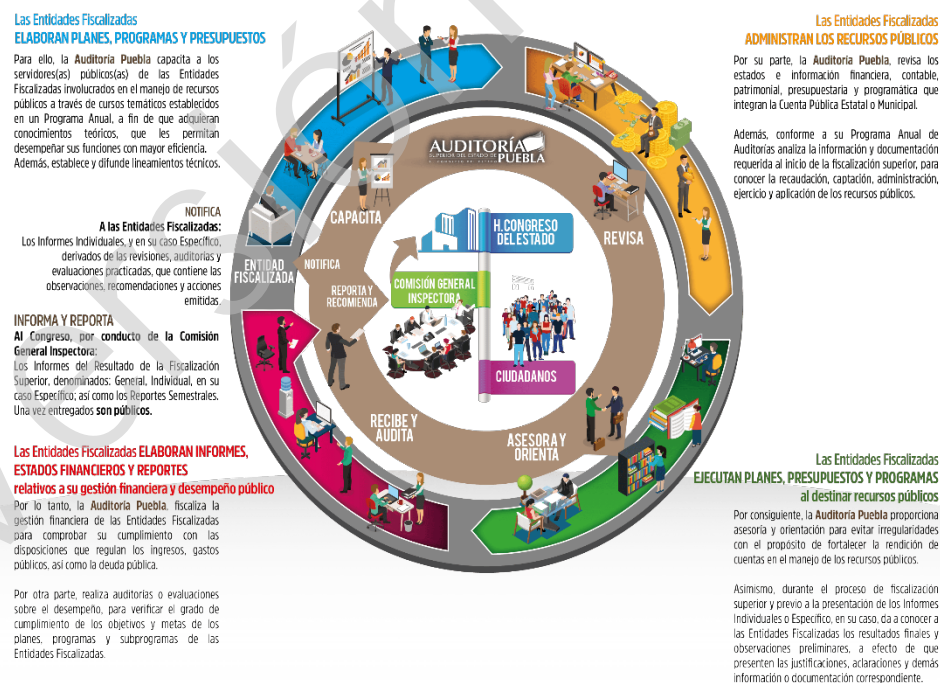 Las Entidades Fiscalizadas
ELABORAN PLANES, PROGRAMAS Y PRESUPUESTOS
Para ello, la Auditoría Puebla capacita a los
servidores(as) públicos(as) de las Entidades
Fiscalizadas involucrados en el manejo de recursos
públicos a través de cursos temáticos establecidos
en un Programa Anual, a fin de que adquieran
conocimientos teóricos, que les permitan
desempeñar sus funciones con mayor eficiencia.
Además, establece y difunde lineamientos técnicos.
NOTIFICA
A las Entidades Fiscalizadas:
Los Informes Individuales, y en su caso Específico,
derivados de las revisiones, auditorías y
evaluaciones practicadas, que contiene las
observaciones, recomendaciones y acciones
emitidas.
INFORMA Y REPORTA
Al Congreso, por conducto de la Comisión
General Inspectora:
Los Informes del Resultado de la Fiscalización
Superior, denominados: General, Individual, en su
caso Específico; así como los Reportes Semestrales.
Una vez entregados son públicos.
Las Entidades Fiscalizadas ELABORAN INFORMES,
ESTADOS FINANCIEROS Y REPORTES
relativos a su gestión financiera y desempeño público
Por lo tanto, la Auditoría Puebla, fiscaliza la
gestión financiera de las Entidades Fiscalizadas
para comprobar su cumplimiento con las
disposiciones que regulan los ingresos, gastos
públicos, así como la deuda pública.
Por otra parte, realiza auditorías o evaluaciones
sobre el desempeño, para verificar el grado de
cumplimiento de los objetivos y metas de los
planes, programas y subprogramas de las
Entidades Fiscalizadas.
AUDITORÍA
SUPERIOR DEL ESTADO DE PUEBLA
CAPACITA
REVISA
ENTIDAD
FISCALIZADA
NOTIFICA
REPORTA Y
RECOMIENDA
H. CONGRESO
DEL ESTADO
COMISIÓN GENERAL
INSPECTORA
CIUDADANOS
RECIBE Y
AUDITA
ASESORA Y
ORIENTA
Las Entidades Fiscalizadas
ADMINISTRAN LOS RECURSOS PÚBLICOS
Por su parte, la Auditoría Puebla, revisa los
estados e información financiera, contable,
patrimonial, presupuestaria y programática que
integran la Cuenta Pública Estatal o Municipal.
Además, conforme a su Programa Anual de
Auditorías analiza la información y documentación
requerida al inicio de la fiscalización superior, para
conocer la recaudación, captación, administración,
ejercicio y aplicación de los recursos públicos.
Las Entidades Fiscalizadas
EJECUTAN PLANES, PRESUPUESTOS Y PROGRAMAS
al destinar recursos públicos
Por consiguiente, la Auditoría Puebla proporciona
asesoría y orientación para evitar irregularidades
con el propósito de fortalecer la rendición de
cuentas en el manejo de los recursos públicos.
Asimismo, durante el proceso de fiscalización
superior y previo a la presentación de los Informes
Individuales o Específico, en su caso, da a conocer a
las Entidades Fiscalizadas los resultados finales y
observaciones preliminares, a efecto de que
presenten las justificaciones, aclaraciones y demás
información o documentación correspondiente.